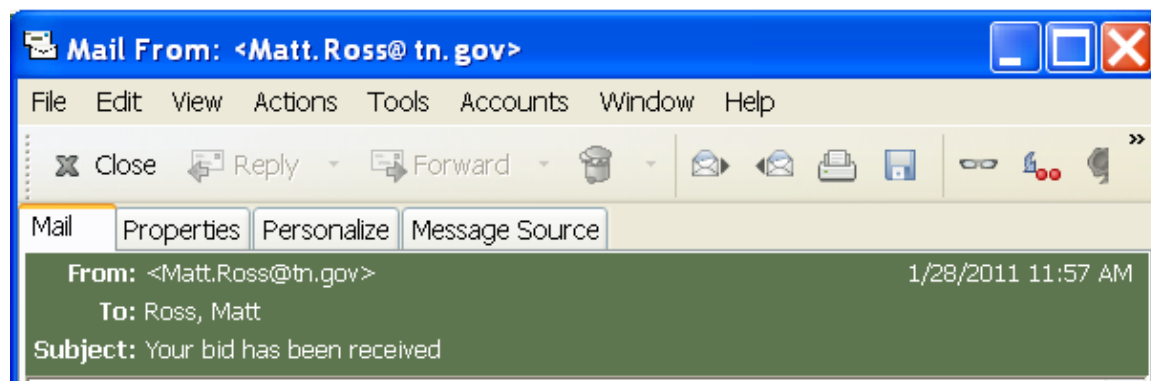 Mail From: <Matt.Ross@ tn. gov>
File Edit View Actions Tools Accounts Window Help
Close Reply Forward »
Mail Properties Personalize Message Source
From: <Matt.Ross@tn.gov> 1/28/2011 11:57 AM
To: Ross, Matt
Subject: Your bid has been received